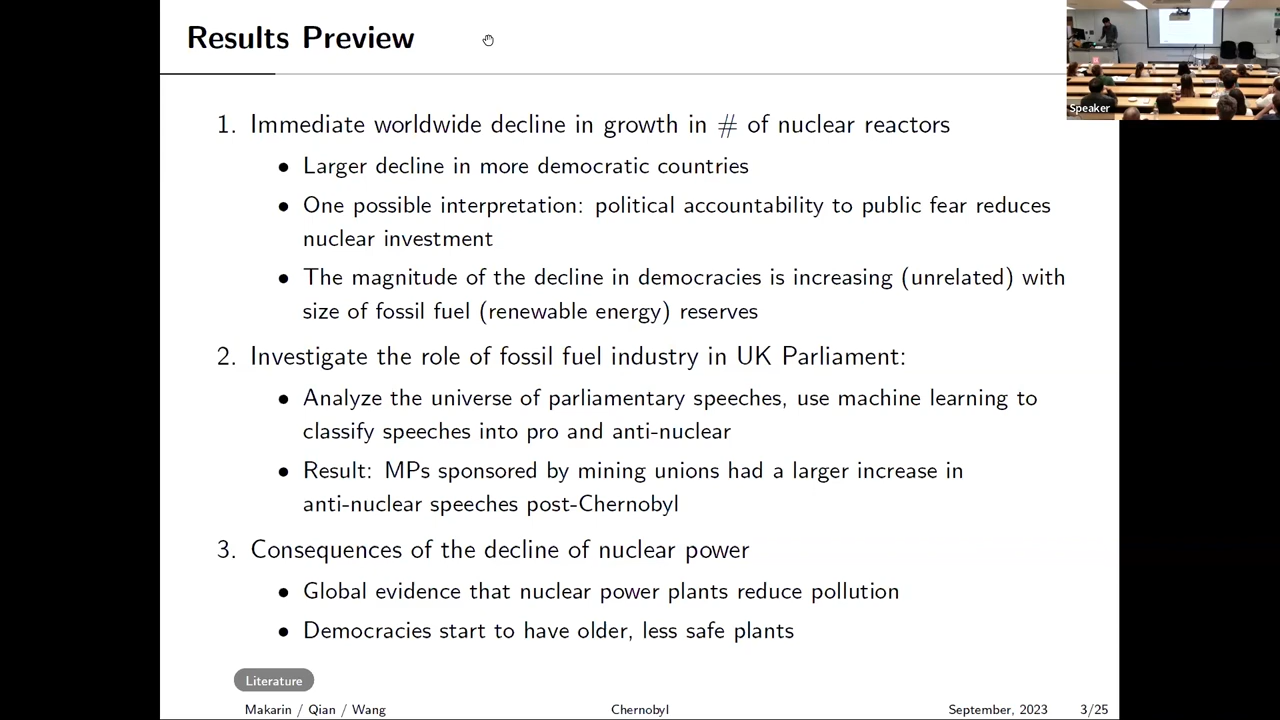 Results Preview
Speaker
1. Immediate worldwide decline in growth in # of nuclear reactors
• Larger decline in more democratic countries
• One possible interpretation: political accountability to public fear reduces
nuclear investment
• The magnitude of the decline in democracies is increasing (unrelated) with
size of fossil fuel (renewable energy) reserves
2. Investigate the role of fossil fuel industry in UK Parliament:
• Analyze the universe of parliamentary speeches, use machine learning to
classify speeches into pro and anti-nuclear
• Result: MPs sponsored by mining unions had a larger increase in
anti-nuclear speeches post-Chernobyl
3. Consequences of the decline of nuclear power
• Global evidence that nuclear power plants reduce pollution
• Democracies start to have older, less safe plants
Literature
Makarin / Qian / Wang Chernobyl September, 2023 3/25